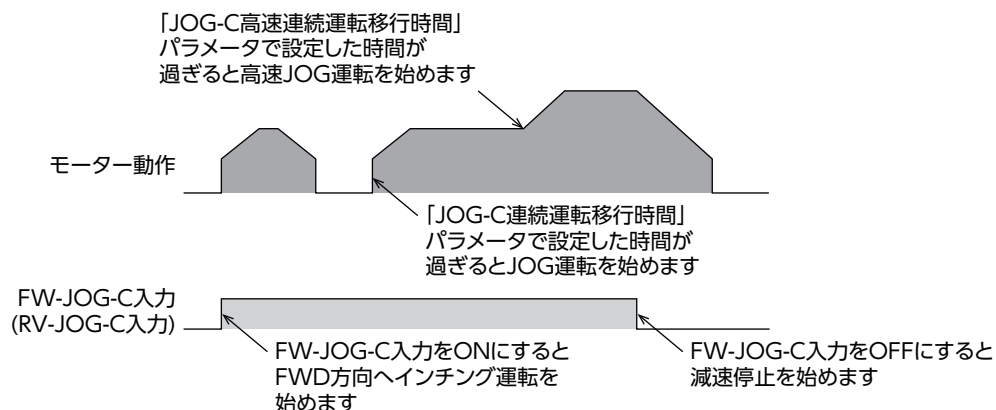 「JOG-C高速連続運転移行時間」
パラメータで設定した時間が
過ぎると高速JOG運転を始めます
モーター動作
「JOG-C連続運転移行時間」
パラメータで設定した時間が
過ぎるとJOG運転を始めます
FW-JOG-C入力
(RV-JOG-C入力)
FW-JOG-C入力をONにすると
FWD方向へインチング運転を
始めます
FW-JOG-C入力をOFFにすると
減速停止を始めます